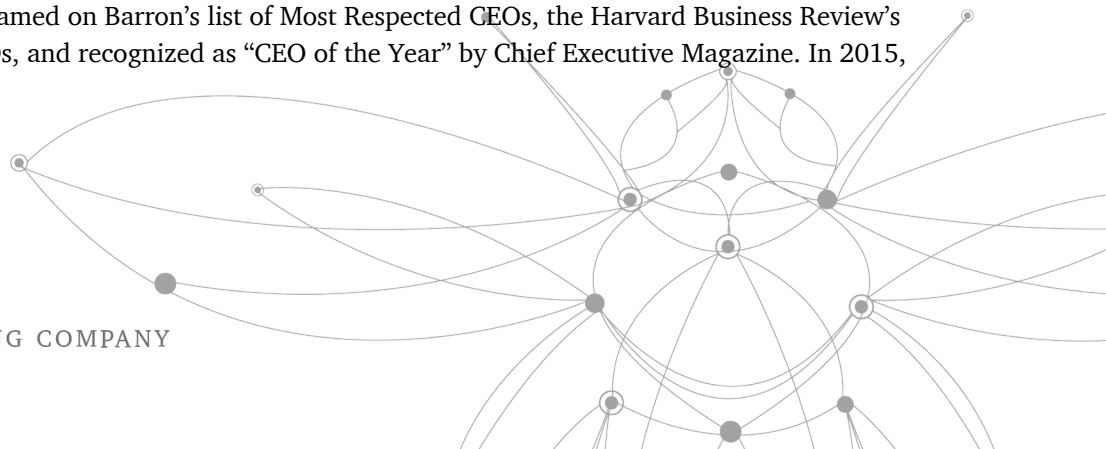 amed on Barron’s list of Most Respected CEOs, the Harvard Business Review’s
s, and recognized as “CEO of the Year” by Chief Executive Magazine. In 2015,
G COMPANY